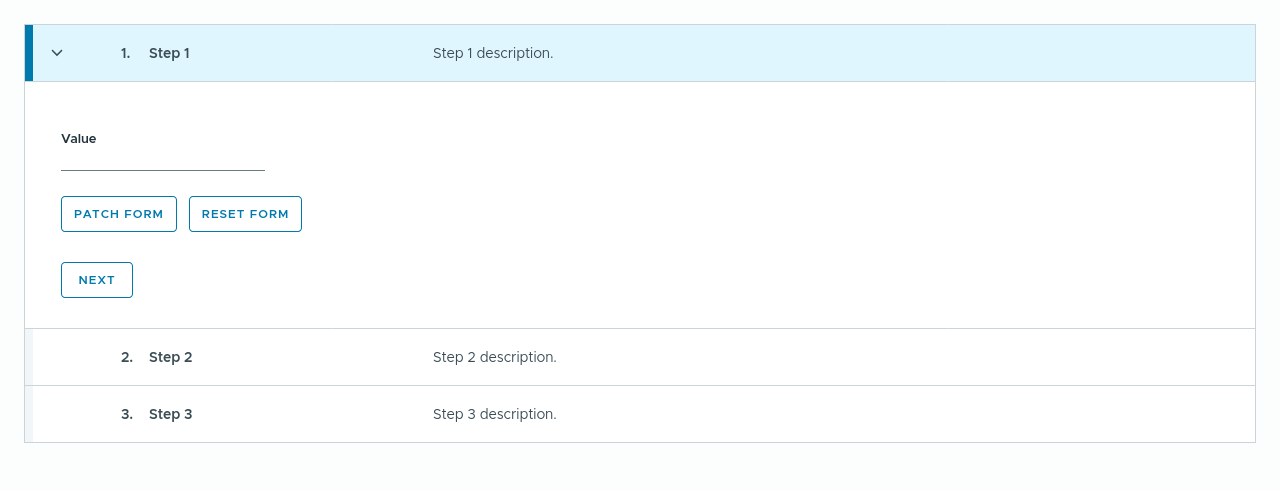 1. Step 1 Step 1 description.
Value
PATCH FORM RESET FORM
NEXT
2. Step 2 Step 2 description.
3. Step 3 Step 3 description.